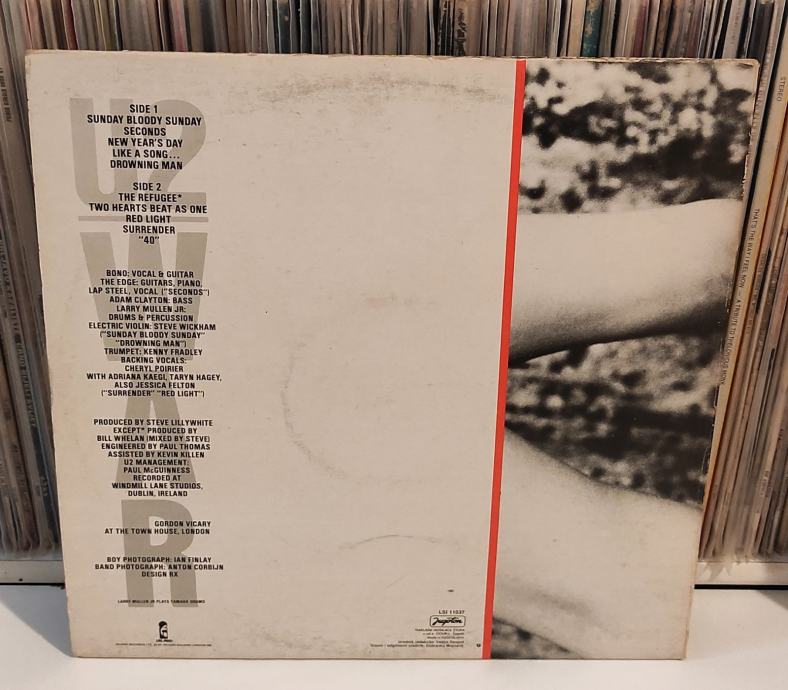 U2
WAR
SIDE 1
SUNDAY BLOODY SUNDAY
SECONDS
NEW YEAR'S DAY
LIKE A SONG...
DROWNING MAN
SIDE 2
THE REFUGEE*
TWO HEARTS BEAT AS ONE
RED LIGHT
SURRENDER
"40"
BONO: VOCAL & GUITAR
THE EDGE: GUITARS, PIANO,
LAP STEEL, VOCAL ("SECONDS")
ADAM CLAYTON: BASS
LARRY MULLEN JR:
DRUMS & PERCUSSION
ELECTRIC VIOLIN: STEVE WICKHAM
("SUNDAY BLOODY SUNDAY"
"DROWNING MAN")
TRUMPET: KENNY FRADLEY
BACKING VOCALS:
CHERYL POIRIER
WITH ADRIANA KAEGI, TARYN HAGEY,
ALSO JESSICA FELTON
("SURRENDER" "RED LIGHT")
PRODUCED BY STEVE LILLYWHITE
EXCEPT* PRODUCED BY
BILL WHELAN (MIXED BY STEVE)
ENGINEERED BY PAUL THOMAS
ASSISTED BY KEVIN KILLEN
U2 MANAGEMENT:
PAUL McGUINNESS
RECORDED AT
WINDMILL LANE STUDIOS,
DUBLIN, IRELAND
GORDON VICARY
AT THE TOWN HOUSE, LONDON
BOY PHOTOGRAPH: IAN FINLAY
BAND PHOTOGRAPH: ANTON CORBIJN
DESIGN RX
LARRY MULLEN JR PLAYS YAMAHA DRUMS
LSI 11037
Jugoton
STEREO
THAT'S THE WAY I FEEL NOW